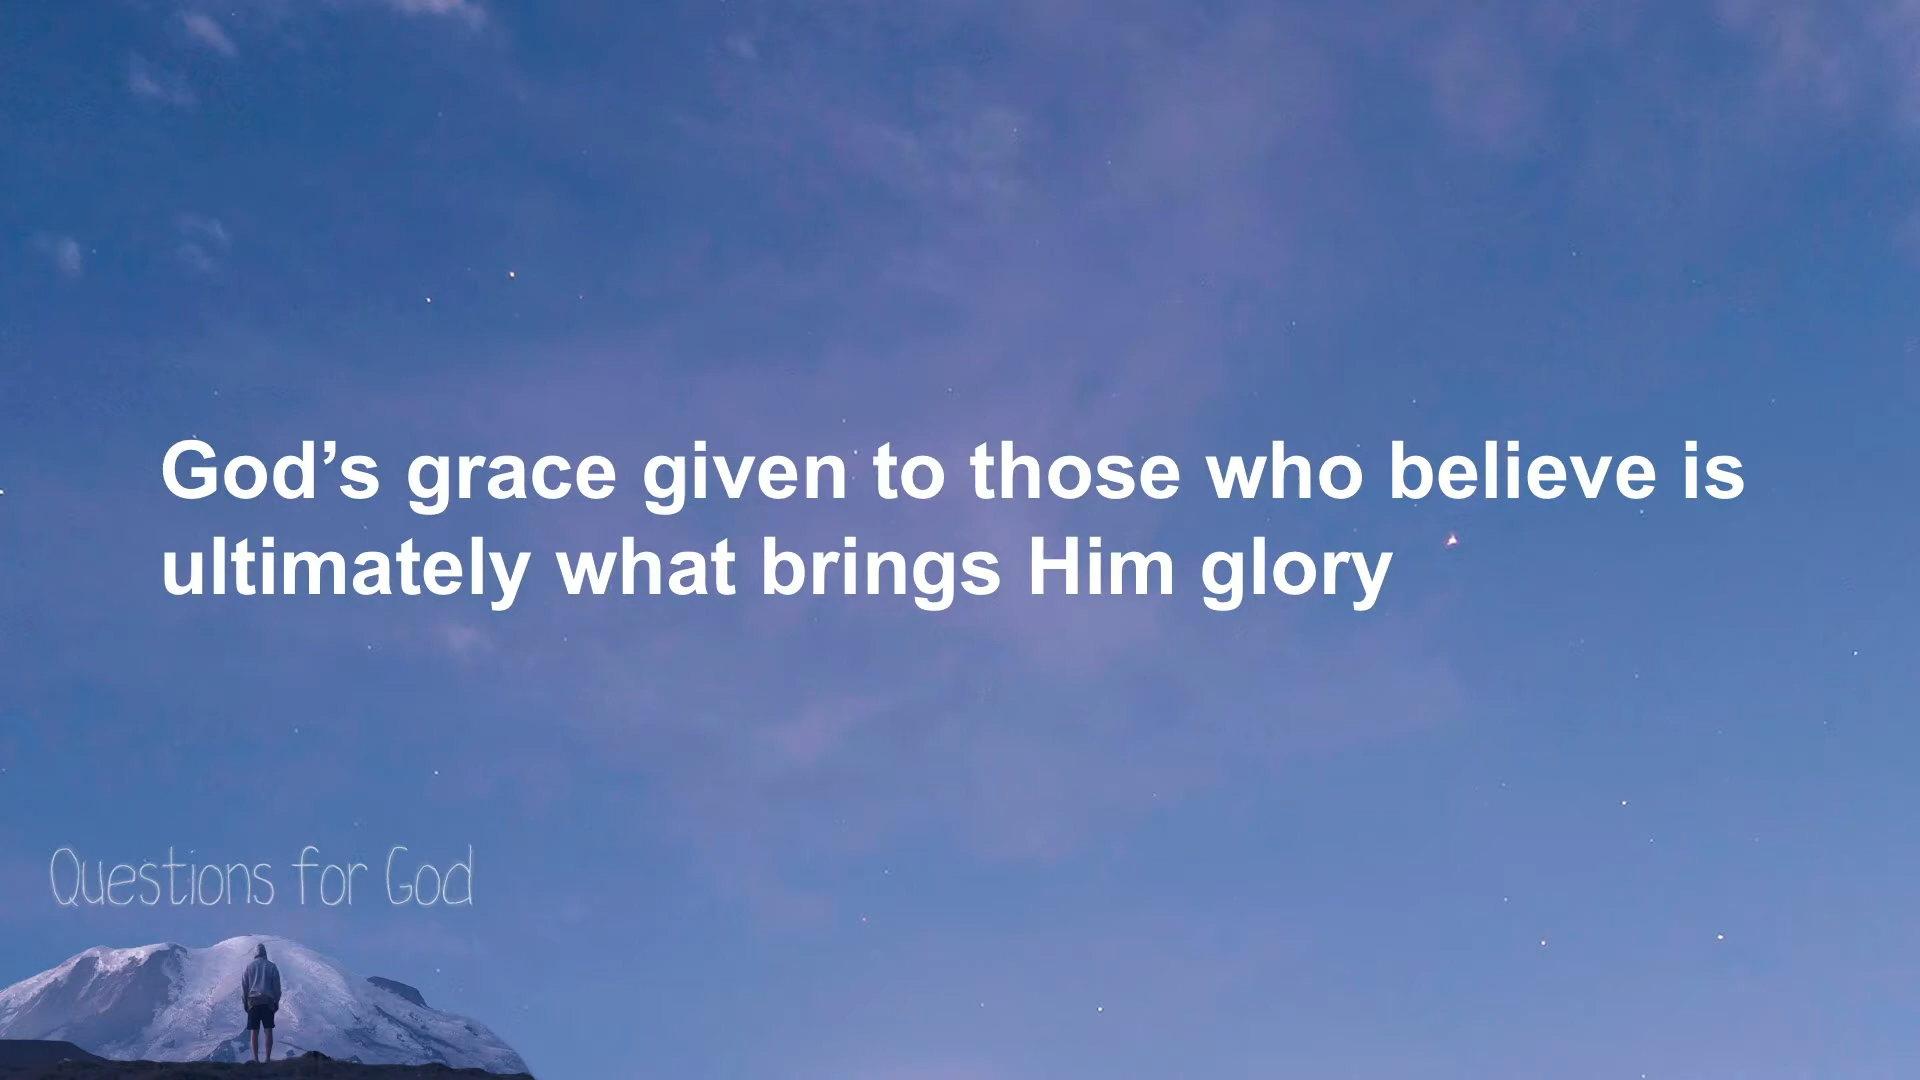 God’s grace given to those who believe is
ultimately what brings Him glory
Questions for God